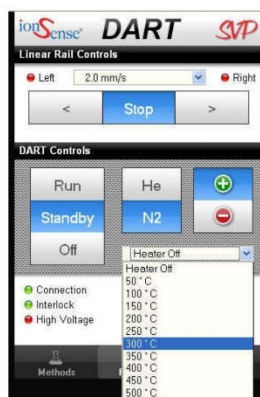 ionSense® DART SVP
Linear Rail Controls
Left 2.0 mm/s Right
< Stop >
DART Controls
Run He
Standby N2
Off Heater Off
Heater Off
50 °C
100 °C
150 °C
200 °C
250 °C
300 °C
350 °C
400 °C
450 °C
500 °C
Connection
Interlock
High Voltage
Methods